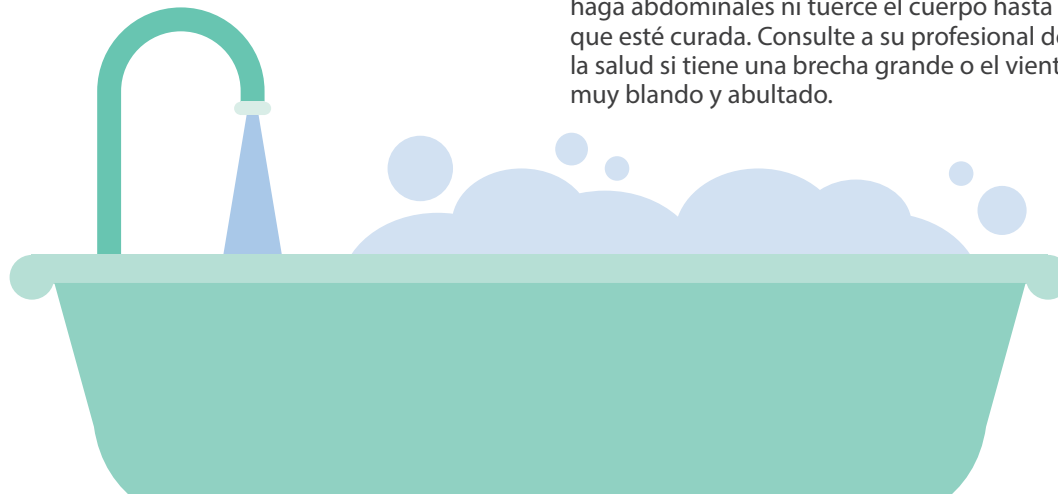 haga abdominales ni tuerce el cuerpo hasta
que esté curada. Consulte a su profesional de
la salud si tiene una brecha grande o el
muy blando y abultado.